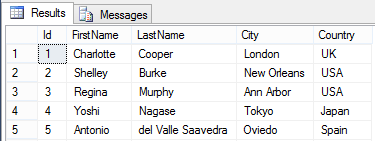 Results Messages
Id FirstName LastName City Country
1 1 Charlotte Cooper London UK
2 2 Shelley Burke New Orleans USA
3 3 Regina Murphy Ann Arbor USA
4 4 Yoshi Nagase Tokyo Japan
5 5 Antonio del Valle Saavedra Oviedo Spain